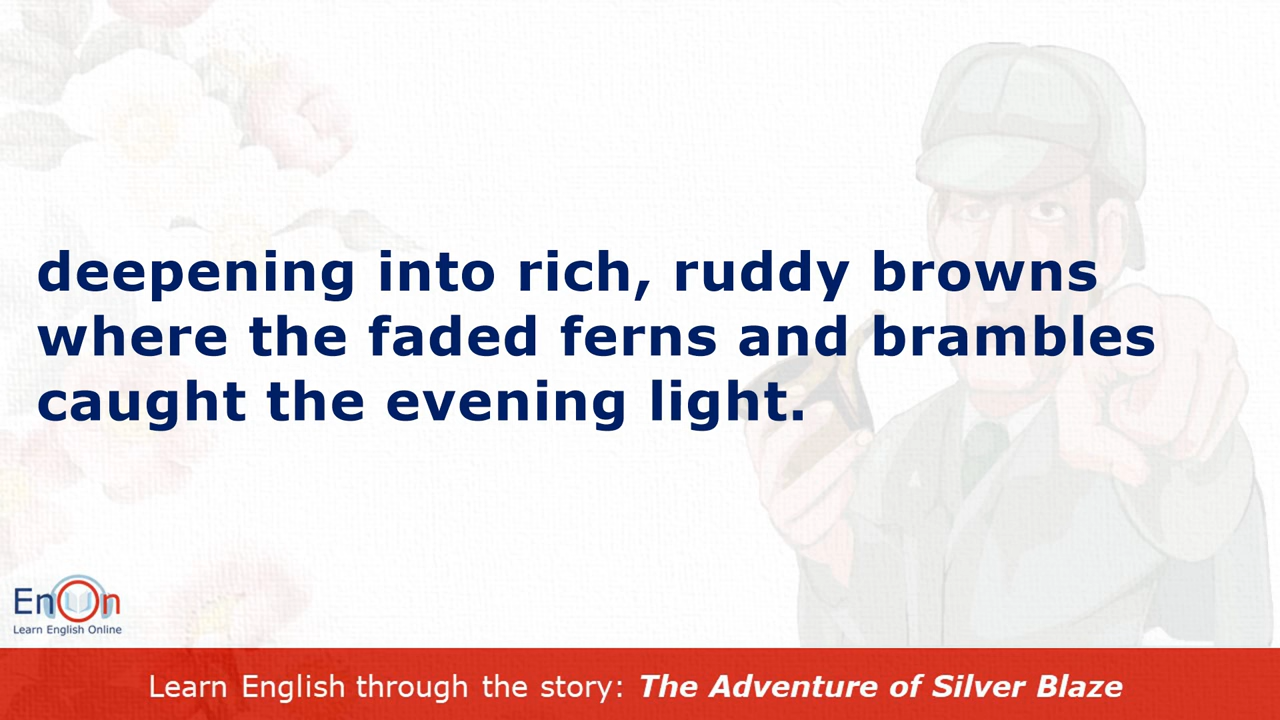 deepening into rich, ruddy browns
where the faded ferns and brambles
caught the evening light.
EnOn
Learn English Online
Learn English through the story: The Adventure of Silver Blaze